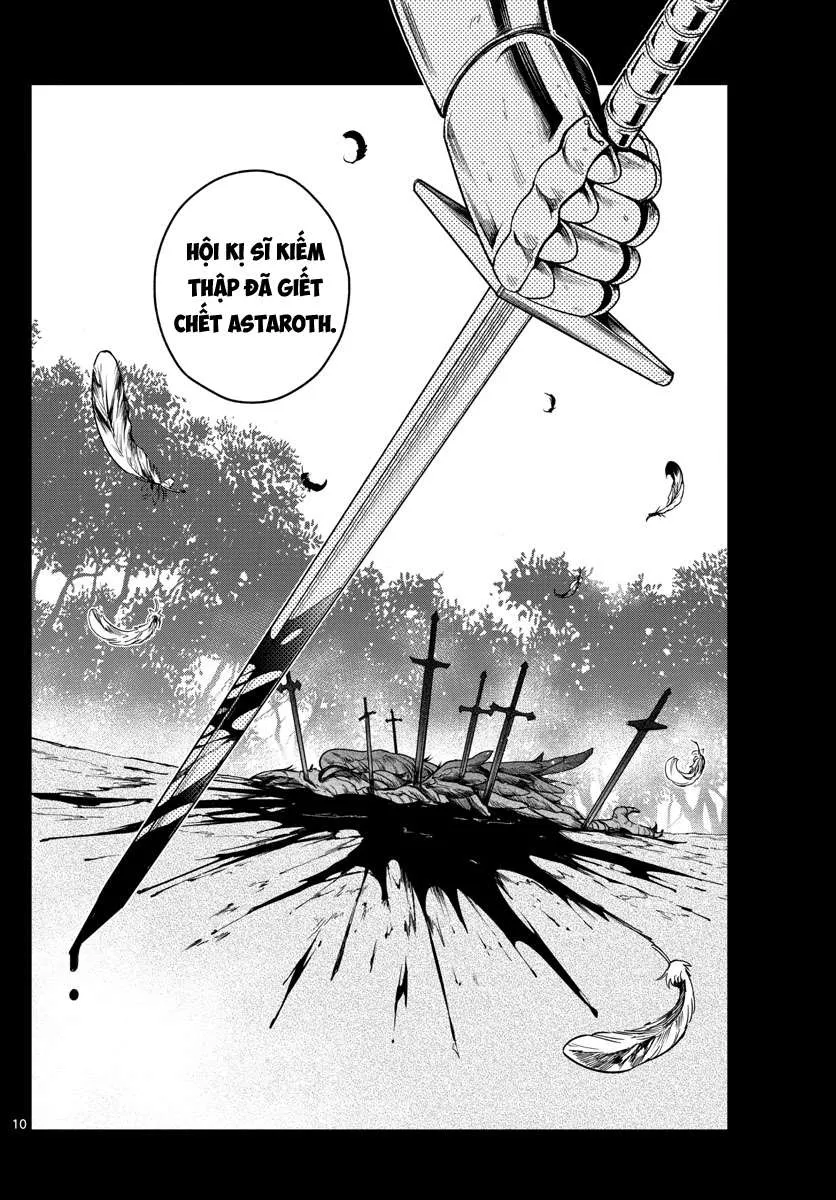 HỘI KỊ SĨ KIẾM
THẬP ĐÃ GIẾT
CHẾT ASTAROTH.
10